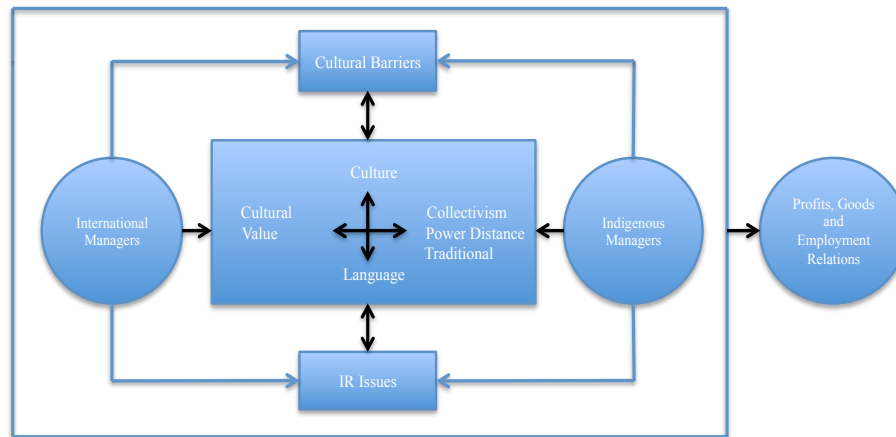 Cultural Barriers
International
Managers
Culture
Cultural
Value
Collectivism
Power Distance
Traditional
Language
Indigenous
Managers
Profits, Goods
and
Employment
Relations
IR Issues